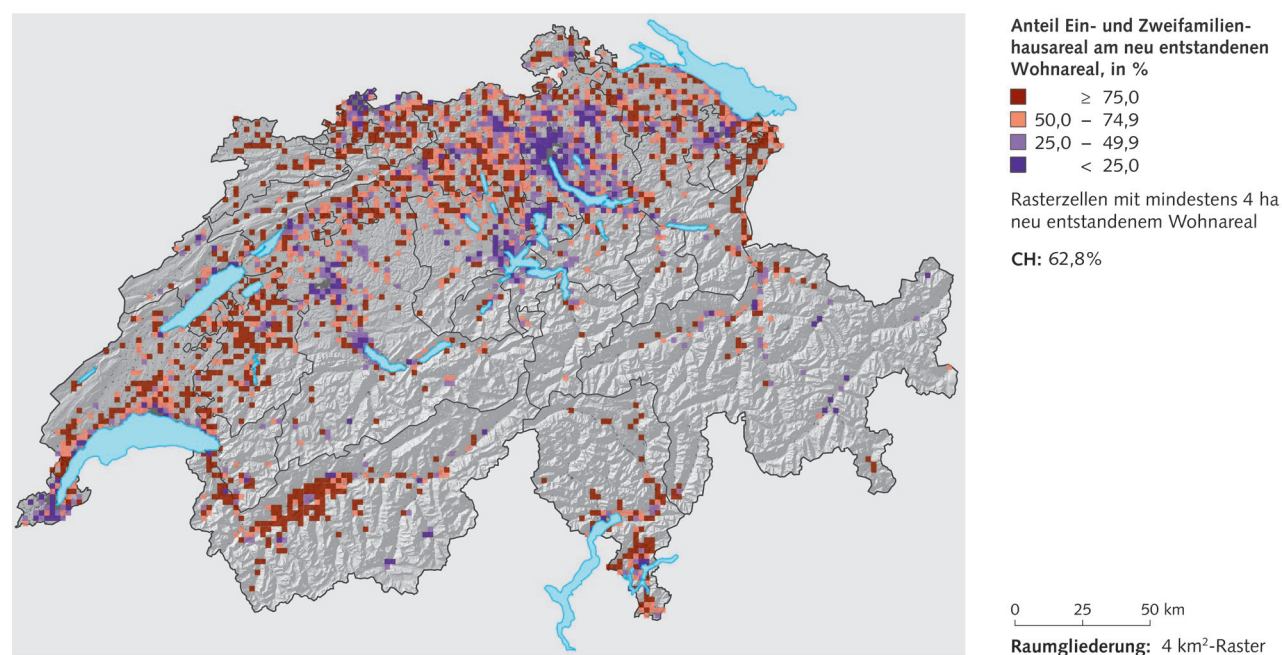 Anteil Ein- und Zweifamilien-
hausareal am neu entstandenen
Wohnareal, in %
≥ 75,0
50,0 – 74,9
25,0 – 49,9
< 25,0
Rasterzellen mit mindestens 4 ha
neu entstandenem Wohnareal
CH: 62,8%
0 25 50 km
Raumgliederung: 4 km²-Raster